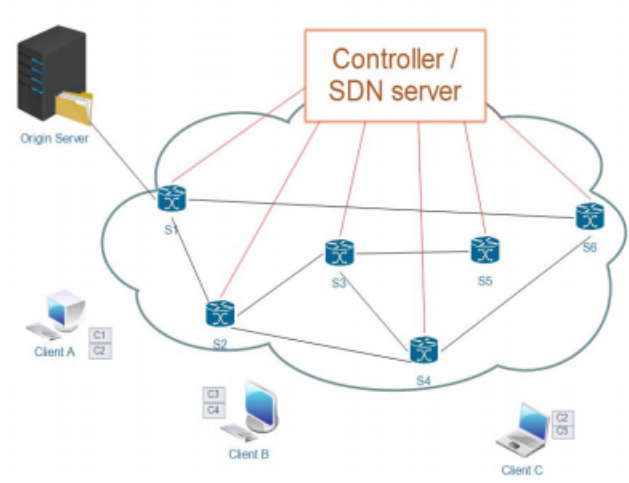 Controller /
SDN server
Origin Server
S1
S6
S3
S5
S2
S4
C1
C2
Client A
C3
C4
Client B
C2
C3
Client C